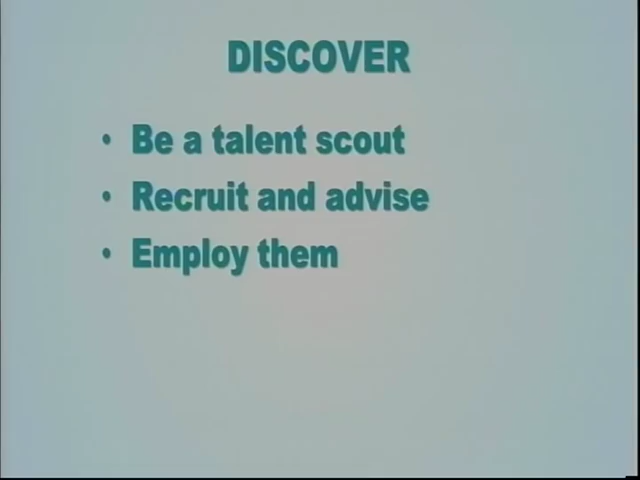 DISCOVER
• Be a talent scout
• Recruit and advise
• Employ them